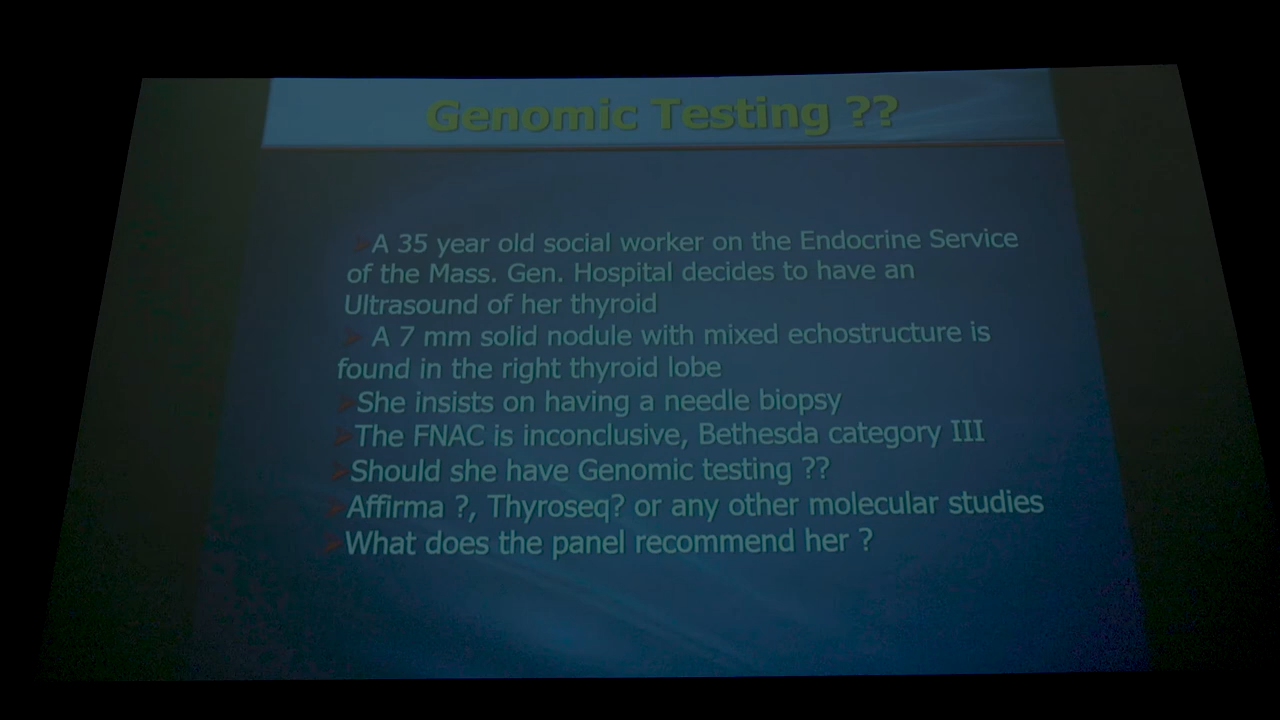 Genomic Testing ??
A 35 year old social worker on the Endocrine Service
of the Mass. Gen. Hospital decides to have an
Ultrasound of her thyroid
A 7 mm solid nodule with mixed echostructure is
found in the right thyroid lobe
She insists on having a needle biopsy
The FNAC is inconclusive, Bethesda category III
Should she have Genomic testing ??
Affirma ?, Thyroseq? or any other molecular studies
What does the panel recommend her ?